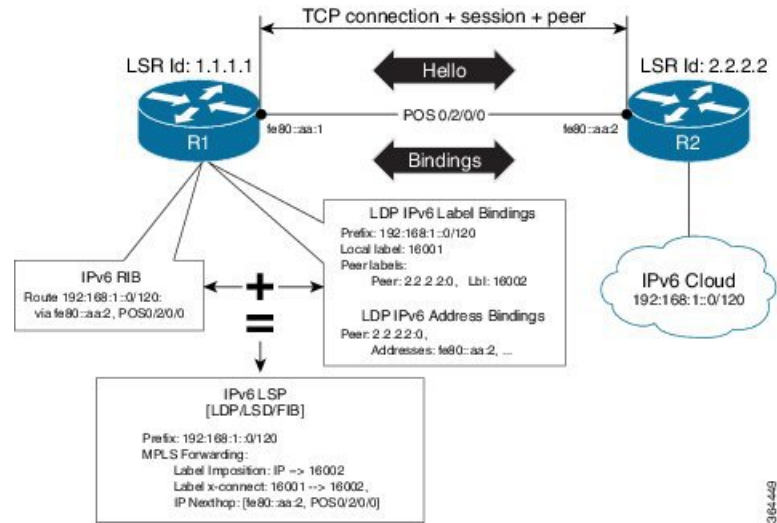 TCP connection + session + peer
LSR Id: 1.1.1.1
LSR Id: 2.2.2.2
Hello
POS 0/2/0/0
fe80::aa:1
fe80::aa:2
R1
R2
Bindings
IPv6 RIB
Route 192:168:1::0/120:
via fe80::aa:2, POS0/2/0/0
+
=
LDP IPv6 Label Bindings
Prefix: 192:168:1::0/120
Local label: 16001
Peer labels:
Peer: 2.2.2.2:0, Lbl: 16002
LDP IPv6 Address Bindings
Peer: 2.2.2.2:0,
Addresses: fe80::aa:2, ...
IPv6 Cloud
192:168:1::0/120
IPv6 LSP
[LDP/LSD/FIB]
Prefix: 192:168:1::0/120
MPLS Forwarding:
Label Imposition: IP –> 16002
Label x-connect: 16001 --> 16002,
IP Nexthop: [fe80::aa:2, POS0/2/0/0]
364449